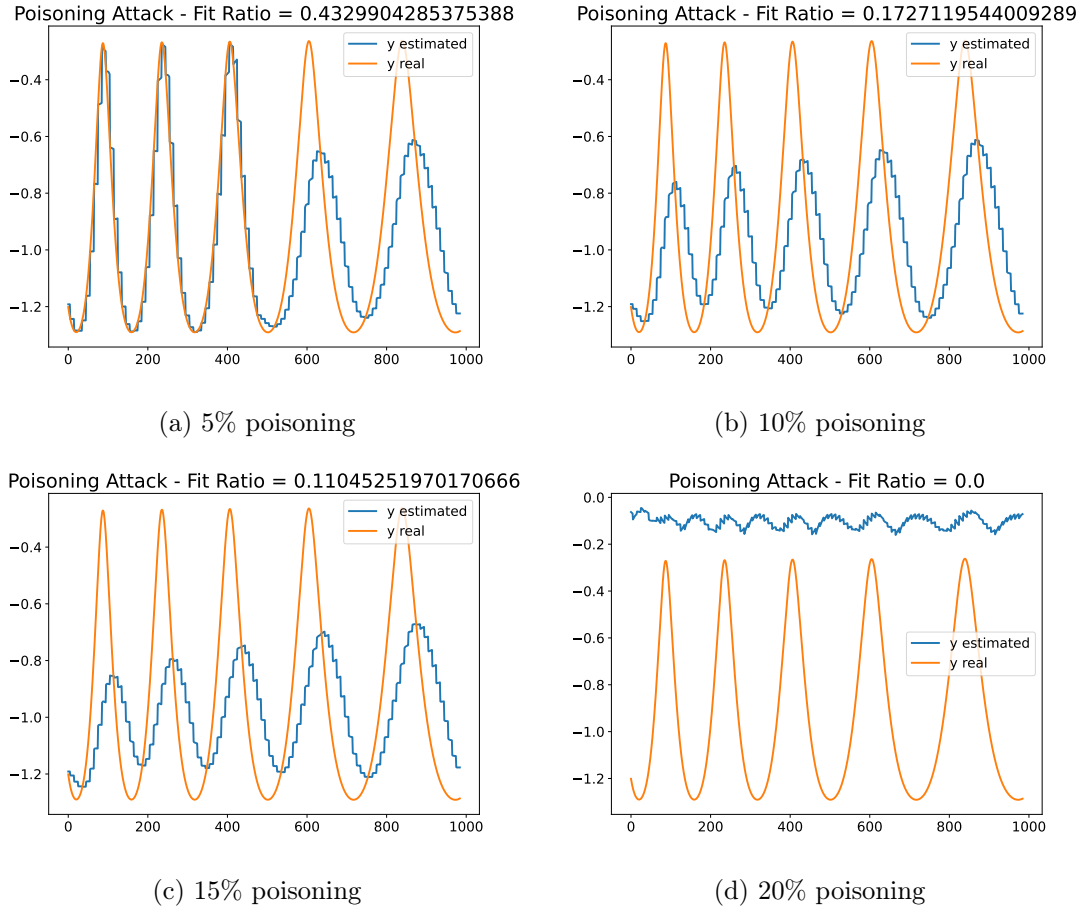 Poisoning Attack - Fit Ratio = 0.4329904285375388
y estimated
y real
−0.4
−0.6
−0.8
−1.0
−1.2
0 200 400 600 800 1000
(a) 5% poisoning
Poisoning Attack - Fit Ratio = 0.1727119544009289
y estimated
y real
−0.4
−0.6
−0.8
−1.0
−1.2
0 200 400 600 800 1000
(b) 10% poisoning
Poisoning Attack - Fit Ratio = 0.11045251970170666
y estimated
y real
−0.4
−0.6
−0.8
−1.0
−1.2
0 200 400 600 800 1000
(c) 15% poisoning
Poisoning Attack - Fit Ratio = 0.0
0.0
−0.2
−0.4
−0.6
y estimated
y real
−0.8
−1.0
−1.2
0 200 400 600 800 1000
(d) 20% poisoning